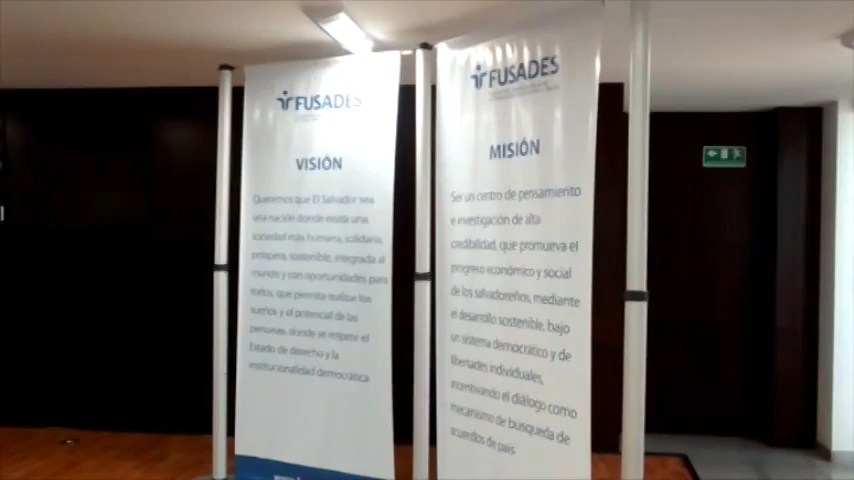 FUSADES
VISIÓN
Queremos que El Salvador sea
una nación donde exista una
sociedad más humana, solidaria,
próspera, sostenible, integrada al
mundo y con oportunidades para
todos, que permita realizar los
sueños y el potencial de las
personas, donde se respete el
Estado de derecho y la
institucionalidad democrática
FUSADES
MISIÓN
Ser un centro de pensamiento
e investigación de alta
credibilidad, que promueva el
progreso económico y social
de los salvadoreños, mediante
el desarrollo sostenible, bajo
un sistema democrático y de
libertades individuales,
incentivando el diálogo como
mecanismo de búsqueda de
acuerdos de país